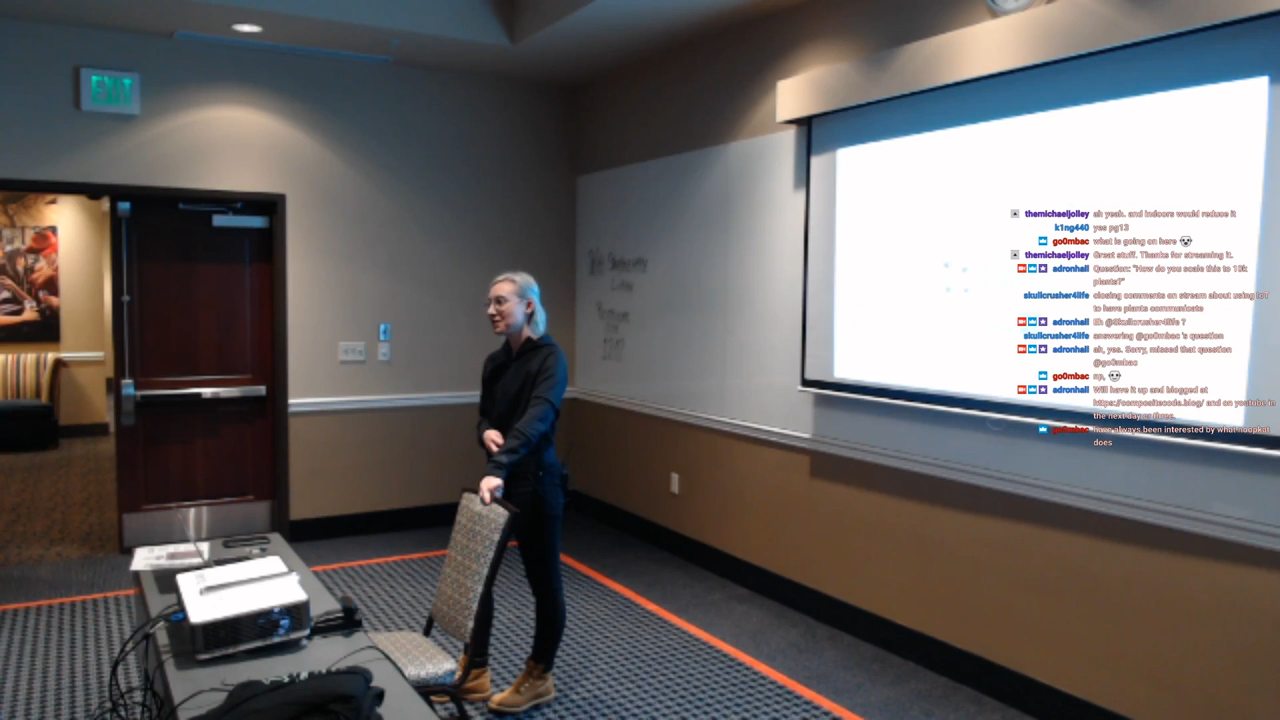 EXIT
themichaeljolley ah yeah. and indoors would reduce it
k1ng440 yes pg13
go0mbac what is going on here
themichaeljolley Great stuff. Thanks for streaming it.
adronhall Question: "How do you scale this to 10k
plants?"
skullcrusher4life closing comments on stream about using IoT
to have plants communicate
adronhall Eh @Skullcrusher4life ?
skullcrusher4life answering @go0mbac 's question
adronhall ah, yes. Sorry, missed that question
@go0mbac
go0mbac np,
adronhall Will have it up and blogged at
https://compositecode.blog/ and on youtube in
the next day or three.
go0mbac have always been interested by what
does